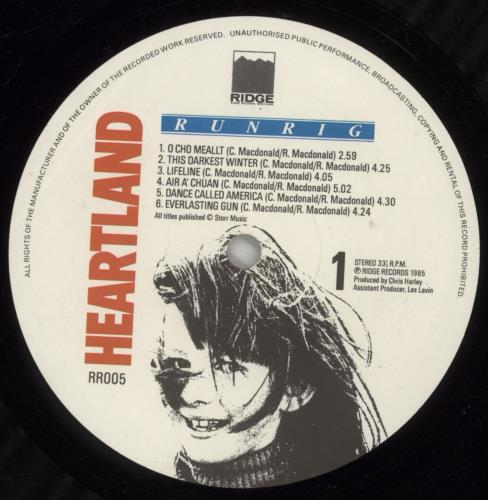 ALL RIGHTS OF THE MANUFACTURER AND OF THE OWNER OF THE RECORDED WORK RESERVED. UNAUTHORISED PUBLIC PERFORMANCE, BROADCASTING, COPYING AND RENTAL OF THIS RECORD PROHIBITED.
RIDGE
RUNRIG
HEARTLAND
1. O CHO MEALLT (C. Macdonald/R. Macdonald) 2.59
2. THIS DARKEST WINTER (C. Macdonald/R. Macdonald) 4.25
3. LIFELINE (C. Macdonald/R. Macdonald) 4.05
4. AIR A' CHUAN (C. Macdonald/R. Macdonald) 5.02
5. DANCE CALLED AMERICA (C. Macdonald/R. Macdonald) 4.30
6. EVERLASTING GUN (C. Macdonald/R. Macdonald) 4.24
All titles published © Storr Music
1
STEREO 33⅓ R.P.M.
℗ RIDGE RECORDS 1985
Produced by Chris Harley
Assistant Producer, Les Lavin
RR005